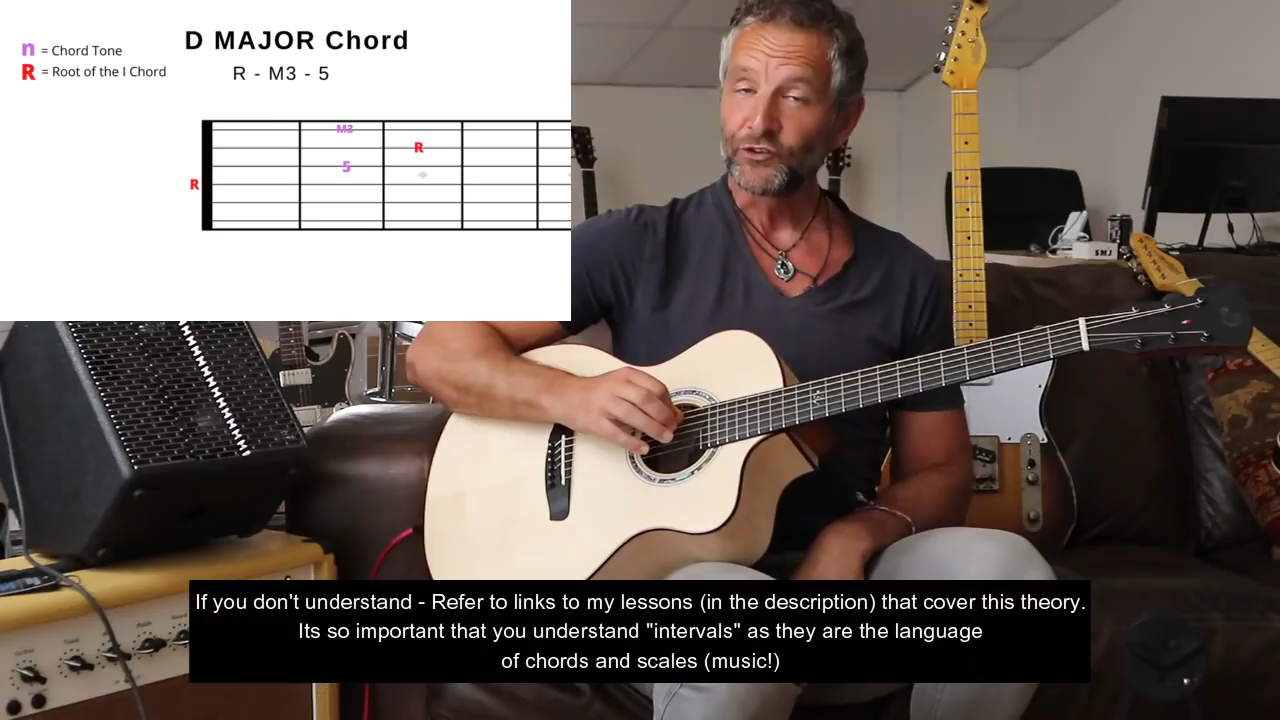 D MAJOR Chord
n = Chord Tone
R = Root of the I Chord
R - M3 - 5
M3
R
5
R
SMJ
If you don't understand - Refer to links to my lessons (in the description) that cover this theory.
Its so important that you understand "intervals" as they are the language
of chords and scales (music!)